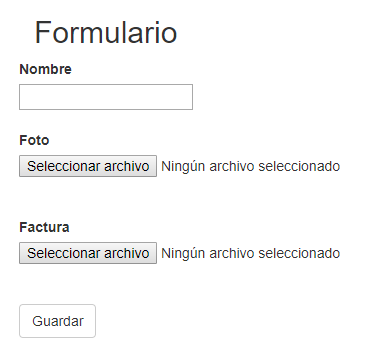 Formulario
Nombre
Foto
Seleccionar archivo Ningún archivo seleccionado
Factura
Seleccionar archivo Ningún archivo seleccionado
Guardar